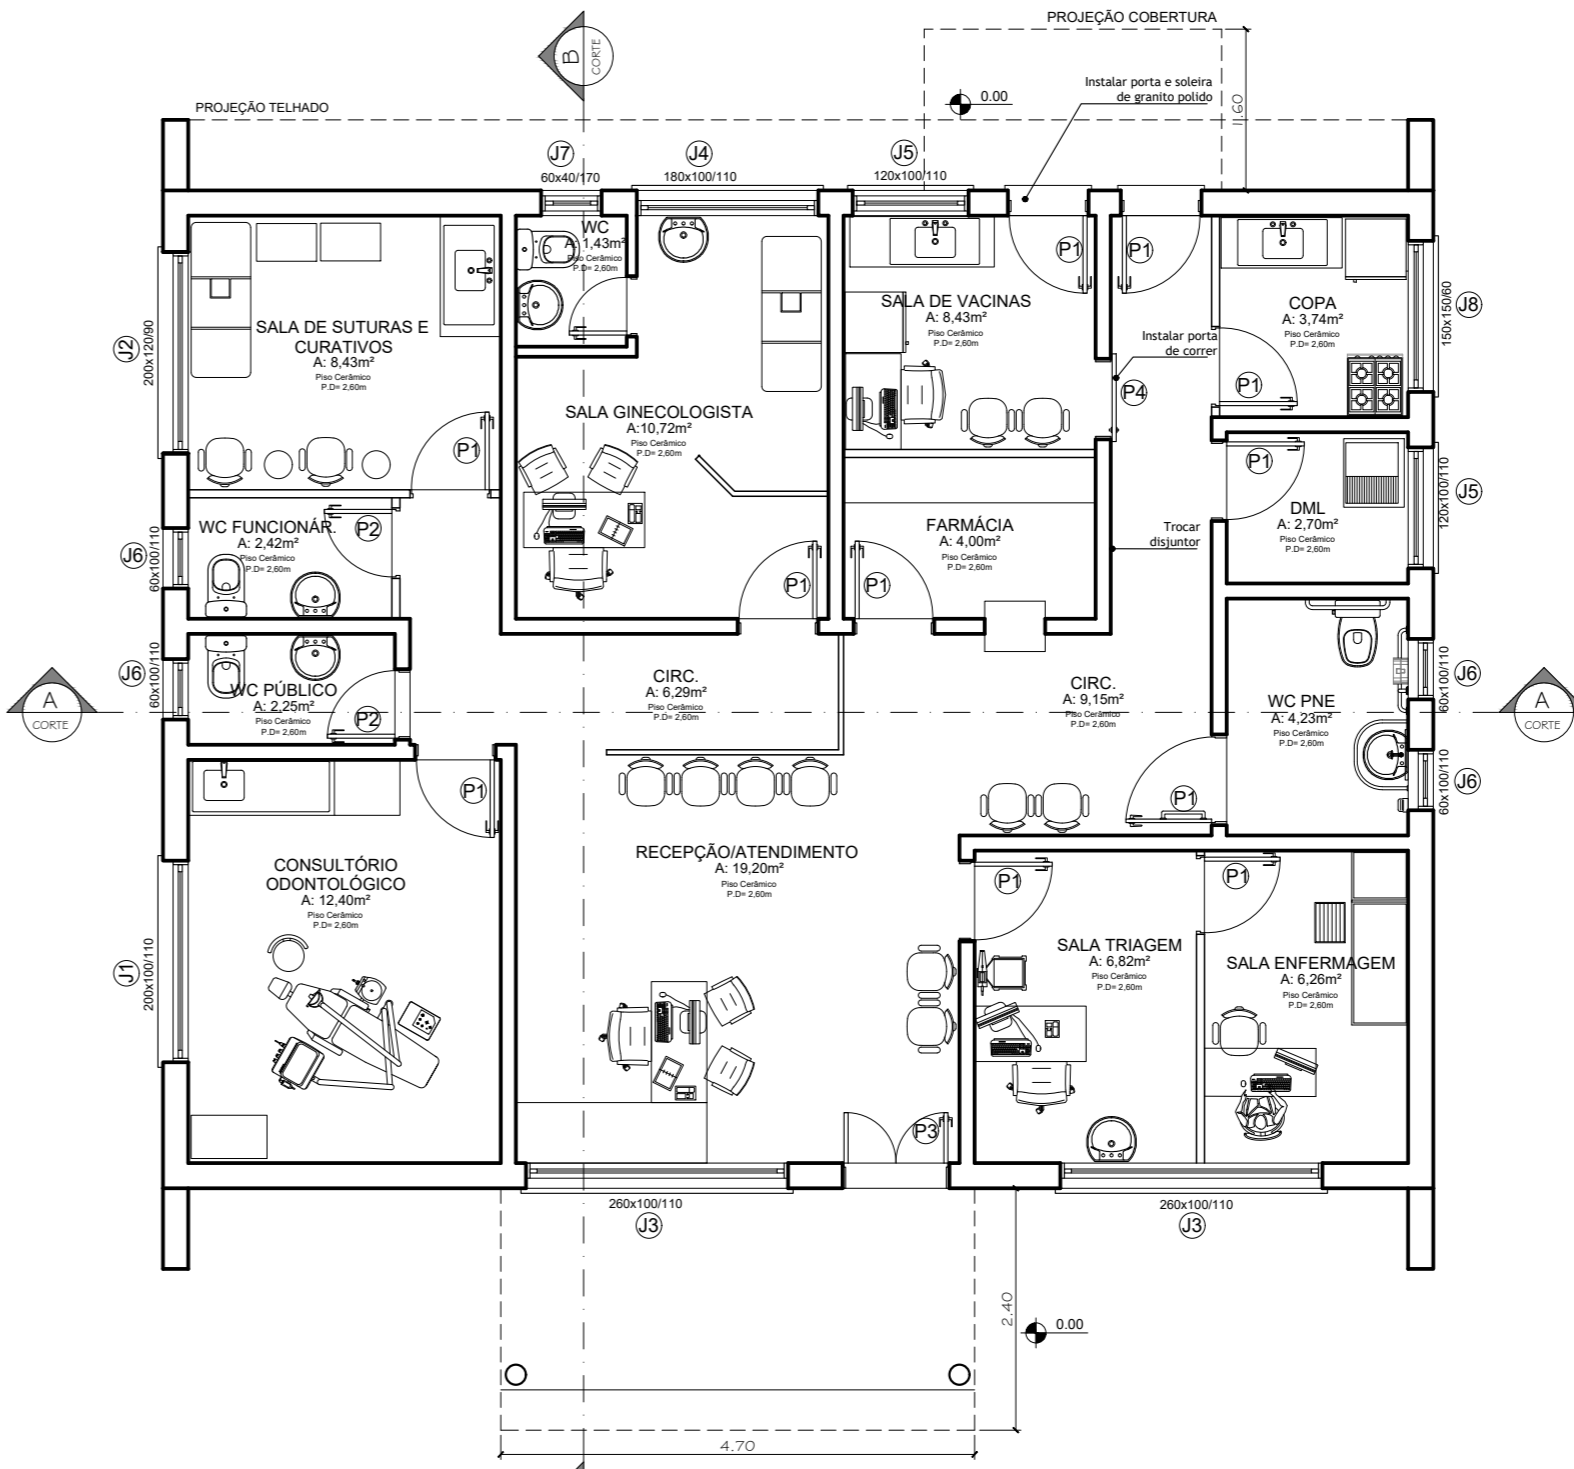 PROJEÇÃO COBERTURA
B
CORTE
Instalar porta e soleira
de granito polido
0.00
1.60
PROJEÇÃO TELHADO
J7
60x40/170
J4
180x100/110
J5
120x100/110
WC
A: 1,43m²
Piso Cerâmico
P.D= 2,60m
P1
P1
SALA DE VACINAS
A: 8,43m²
Piso Cerâmico
P.D= 2,60m
COPA
A: 3,74m²
Piso Cerâmico
P.D= 2,60m
J8
150x150/60
J2
200x120/90
SALA DE SUTURAS E
CURATIVOS
A: 8,43m²
Piso Cerâmico
P.D= 2,60m
Instalar porta
de correr
P4
P1
SALA GINECOLOGISTA
A:10,72m²
Piso Cerâmico
P.D= 2,60m
P1
P1
J5
120x100/110
DML
A: 2,70m²
Piso Cerâmico
P.D= 2,60m
WC FUNCIONÁR.
A: 2,42m²
Piso Cerâmico
P.D= 2,60m
P2
J6
60x100/110
FARMÁCIA
A: 4,00m²
Piso Cerâmico
P.D= 2,60m
Trocar
disjuntor
P1
P1
J6
60x100/110
WC PÚBLICO
A: 2,25m²
Piso Cerâmico
P.D= 2,60m
P2
CIRC.
A: 6,29m²
Piso Cerâmico
P.D= 2,60m
CIRC.
A: 9,15m²
Piso Cerâmico
P.D= 2,60m
WC PNE
A: 4,23m²
Piso Cerâmico
P.D= 2,60m
J6
60x100/110
A
CORTE
A
CORTE
J6
60x100/110
P1
P1
CONSULTÓRIO
ODONTOLÓGICO
A: 12,40m²
Piso Cerâmico
P.D= 2,60m
RECEPÇÃO/ATENDIMENTO
A: 19,20m²
Piso Cerâmico
P.D= 2,60m
P1
P1
J1
200x100/110
SALA TRIAGEM
A: 6,82m²
Piso Cerâmico
P.D= 2,60m
SALA ENFERMAGEM
A: 6,26m²
Piso Cerâmico
P.D= 2,60m
P3
260x100/110
J3
260x100/110
J3
2.40
0.00
4.70